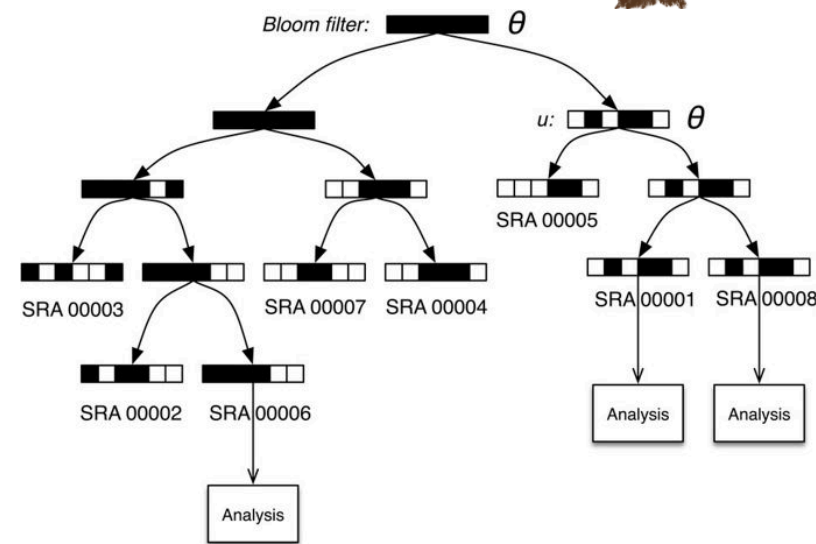 Bloom filter: θ
u: θ
SRA 00005
SRA 00003 SRA 00007 SRA 00004 SRA 00001 SRA 00008
SRA 00002 SRA 00006
Analysis Analysis
Analysis